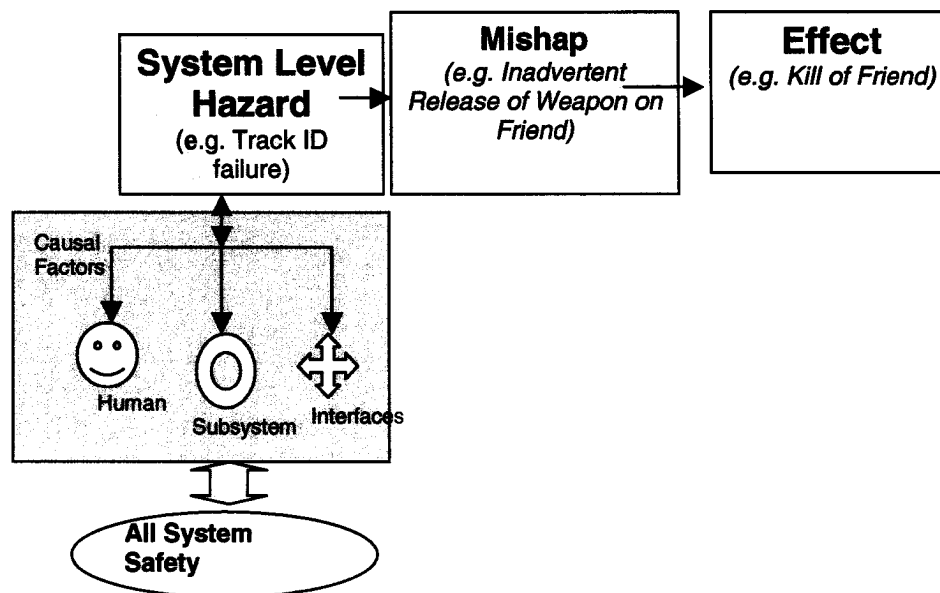 System Level
Hazard
(e.g. Track ID
failure)
Mishap
(e.g. Inadvertent
Release of Weapon on
Friend)
Effect
(e.g. Kill of Friend)
Causal
Factors
Human
Subsystem
Interfaces
All System
Safety